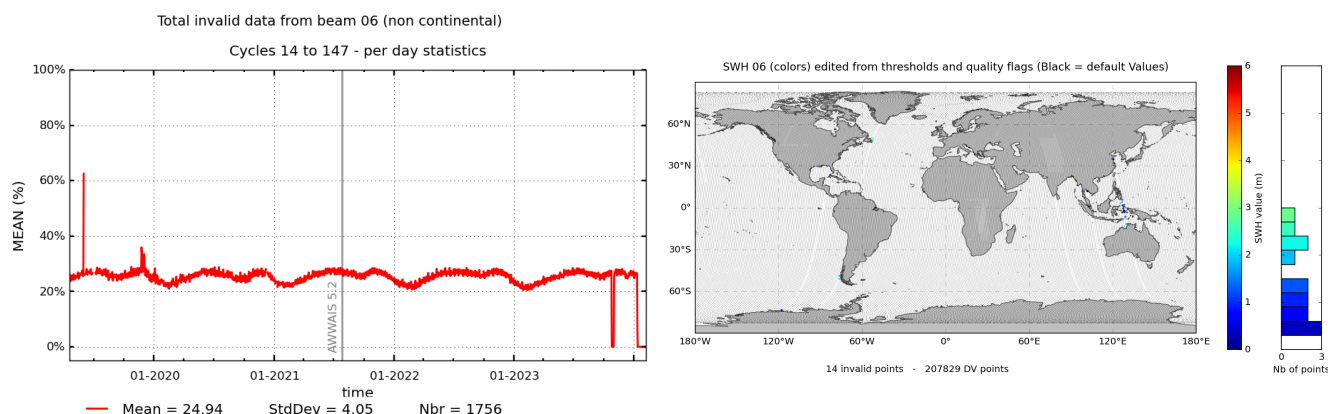 Total invalid data from beam 06 (non continental)
Cycles 14 to 147 - per day statistics
100%
80%
60%
40%
20%
0%
MEAN (%)
AWWAIS 5.2
01-2020 01-2021 01-2022 01-2023
time
Mean = 24.94 StdDev = 4.05 Nbr = 1756
SWH 06 (colors) edited from thresholds and quality flags (Black = default Values)
60°N
30°N
0°
30°S
60°S
180°W 120°W 60°W 0° 60°E 120°E 180°E
14 invalid points - 207829 DV points
6
5
4
3
2
1
0
SWH value (m)
0 3
Nb of points